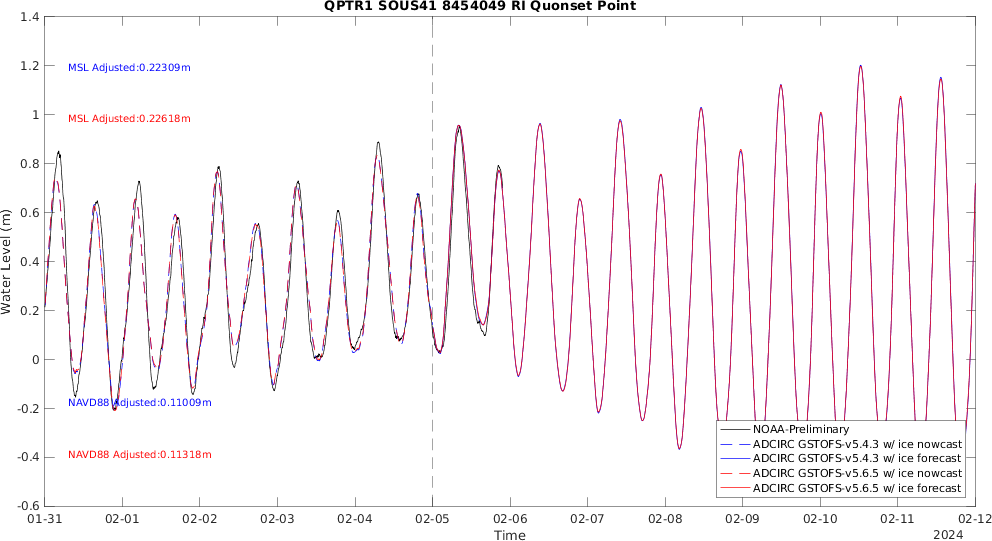 QPTR1 SOUS41 8454049 RI Quonset Point
1.4
1.2
1
0.8
0.6
0.4
0.2
0
-0.2
-0.4
-0.6
Water Level (m)
MSL Adjusted:0.22309m
MSL Adjusted:0.22618m
NAVD88 Adjusted:0.11009m
NAVD88 Adjusted:0.11318m
NOAA-Preliminary
ADCIRC GSTOFS-v5.4.3 w/ ice nowcast
ADCIRC GSTOFS-v5.4.3 w/ ice forecast
ADCIRC GSTOFS-v5.6.5 w/ ice nowcast
ADCIRC GSTOFS-v5.6.5 w/ ice forecast
01-31 02-01 02-02 02-03 02-04 02-05 02-06 02-07 02-08 02-09 02-10 02-11 02-12
Time
2024